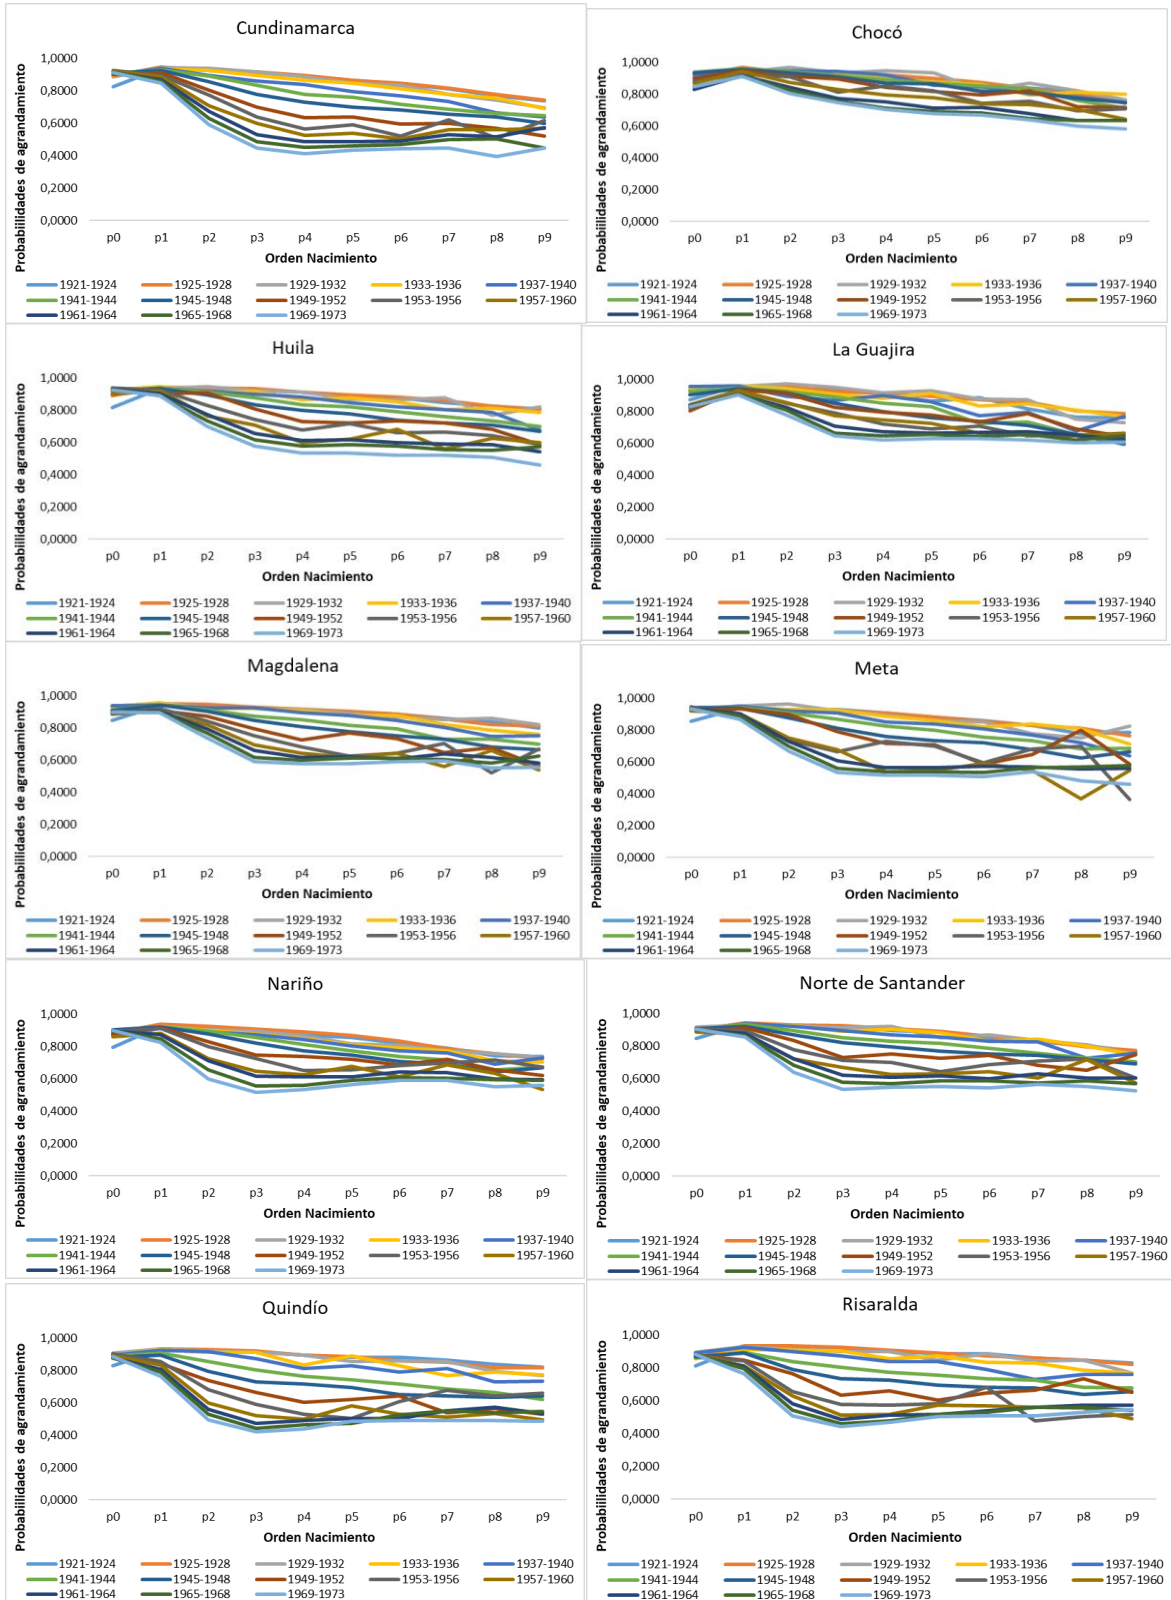 Cundinamarca
Probabilidades de agrandamiento
1,0000
0,8000
0,6000
0,4000
0,2000
0,0000
p0 p1 p2 p3 p4 p5 p6 p7 p8 p9
Orden Nacimiento
1921-1924 1925-1928 1929-1932 1933-1936 1937-1940
1941-1944 1945-1948 1949-1952 1953-1956 1957-1960
1961-1964 1965-1968 1969-1973
Chocó
Probabilidades de agrandamiento
1,0000
0,8000
0,6000
0,4000
0,2000
0,0000
p0 p1 p2 p3 p4 p5 p6 p7 p8 p9
Orden Nacimiento
1921-1924 1925-1928 1929-1932 1933-1936 1937-1940
1941-1944 1945-1948 1949-1952 1953-1956 1957-1960
1961-1964 1965-1968 1969-1973
Huila
Probabilidades de agrandamiento
1,0000
0,8000
0,6000
0,4000
0,2000
0,0000
p0 p1 p2 p3 p4 p5 p6 p7 p8 p9
Orden Nacimiento
1921-1924 1925-1928 1929-1932 1933-1936 1937-1940
1941-1944 1945-1948 1949-1952 1953-1956 1957-1960
1961-1964 1965-1968 1969-1973
La Guajira
Probabilidades de agrandamiento
1,0000
0,8000
0,6000
0,4000
0,2000
0,0000
p0 p1 p2 p3 p4 p5 p6 p7 p8 p9
Orden Nacimiento
1921-1924 1925-1928 1929-1932 1933-1936 1937-1940
1941-1944 1945-1948 1949-1952 1953-1956 1957-1960
1961-1964 1965-1968 1969-1973
Magdalena
Probabilidades de agrandamiento
1,0000
0,8000
0,6000
0,4000
0,2000
0,0000
p0 p1 p2 p3 p4 p5 p6 p7 p8 p9
Orden Nacimiento
1921-1924 1925-1928 1929-1932 1933-1936 1937-1940
1941-1944 1945-1948 1949-1952 1953-1956 1957-1960
1961-1964 1965-1968 1969-1973
Meta
Probabilidades de agrandamiento
1,0000
0,8000
0,6000
0,4000
0,2000
0,0000
p0 p1 p2 p3 p4 p5 p6 p7 p8 p9
Orden Nacimiento
1921-1924 1925-1928 1929-1932 1933-1936 1937-1940
1941-1944 1945-1948 1949-1952 1953-1956 1957-1960
1961-1964 1965-1968 1969-1973
Nariño
Probabilidades de agrandamiento
1,0000
0,8000
0,6000
0,4000
0,2000
0,0000
p0 p1 p2 p3 p4 p5 p6 p7 p8 p9
Orden Nacimiento
1921-1924 1925-1928 1929-1932 1933-1936 1937-1940
1941-1944 1945-1948 1949-1952 1953-1956 1957-1960
1961-1964 1965-1968 1969-1973
Norte de Santander
Probabilidades de agrandamiento
1,0000
0,8000
0,6000
0,4000
0,2000
0,0000
p0 p1 p2 p3 p4 p5 p6 p7 p8 p9
Orden Nacimiento
1921-1924 1925-1928 1929-1932 1933-1936 1937-1940
1941-1944 1945-1948 1949-1952 1953-1956 1957-1960
1961-1964 1965-1968 1969-1973
Quindío
Probabilidades de agrandamiento
1,0000
0,8000
0,6000
0,4000
0,2000
0,0000
p0 p1 p2 p3 p4 p5 p6 p7 p8 p9
Orden Nacimiento
1921-1924 1925-1928 1929-1932 1933-1936 1937-1940
1941-1944 1945-1948 1949-1952 1953-1956 1957-1960
1961-1964 1965-1968 1969-1973
Risaralda
Probabilidades de agrandamiento
1,0000
0,8000
0,6000
0,4000
0,2000
0,0000
p0 p1 p2 p3 p4 p5 p6 p7 p8 p9
Orden Nacimiento
1921-1924 1925-1928 1929-1932 1933-1936 1937-1940
1941-1944 1945-1948 1949-1952 1953-1956 1957-1960
1961-1964 1965-1968 1969-1973